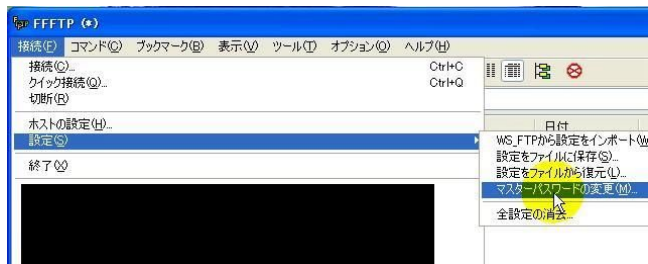 FFFTP (*)
接続(F) コマンド(C) ブックマーク(B) 表示(V) ツール(T) オプション(O) ヘルプ(H)
接続(C)... Ctrl+C
クイック接続(Q)... Ctrl+Q
切断(R)
ホストの設定(H)...
設定(S)
終了(X)
日付
WS_FTPから設定をインポート(W
設定をファイルに保存(S)...
設定をファイルから復元(L)...
マスターパスワードの変更(M)...
全設定の消去...